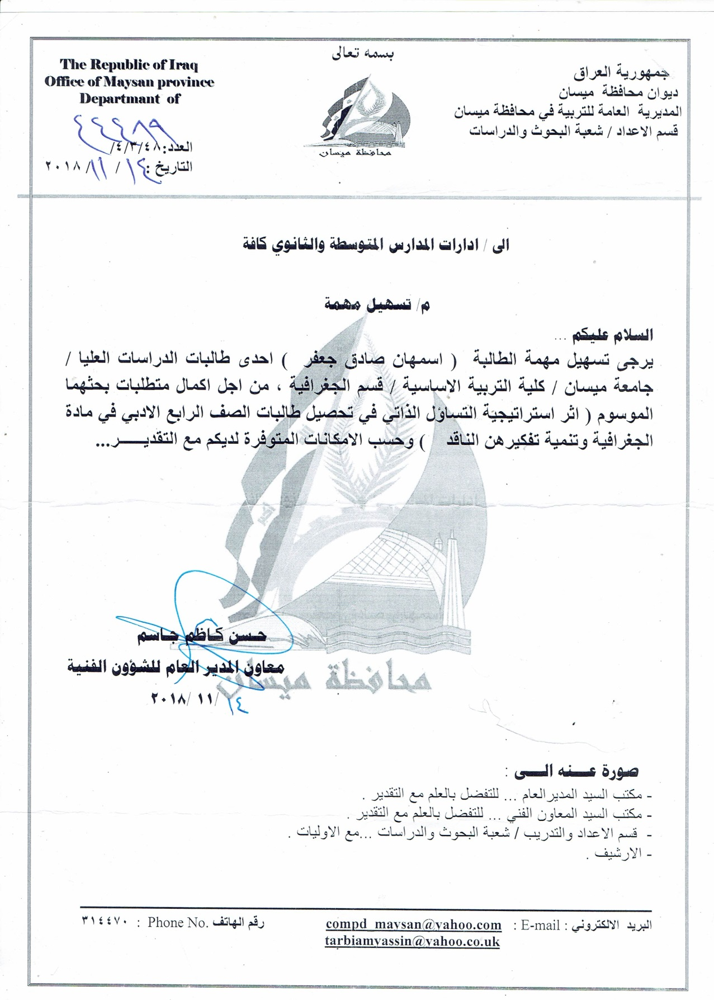 بسمه تعالى
جمهورية العراق
ديوان محافظة ميسان
المديرية العامة للتربية في محافظة ميسان
قسم الاعداد / شعبة البحوث والدراسات
محافظة ميسان
The Republic of Iraq
Office of Maysan province
Departmant of
٤٤٤٨٩
العدد: ٤/٣/٤٨/
التاريخ : ١٤ / ١١/ ٢٠١٨
الى / ادارات المدارس المتوسطة والثانوي كافة
م/ تسهيل مهمة
السلام عليكم ...
يرجى تسهيل مهمة الطالبة ( اسمهان صادق جعفر ) احدى طالبات الدراسات العليا /
جامعة ميسان / كلية التربية الاساسية / قسم الجغرافية ، من اجل اكمال متطلبات بحثهما
الموسوم ( اثر استراتيجية التساؤل الذاتي في تحصيل طالبات الصف الرابع الادبي في مادة
الجغرافية وتنمية تفكيرهن الناقد ) وحسب الامكانات المتوفرة لديكم مع التقديـــــر...
حسن كاظم جاسم
معاون المدير العام للشؤون الفنية
١٤ /١١ /٢٠١٨
محافظة ميسان
صورة عـــنه الـــى :
- مكتب السيد المديرالعام ... للتفضل بالعلم مع التقدير .
- مكتب السيد المعاون الفني ... للتفضل بالعلم مع التقدير .
- قسم الاعداد والتدريب / شعبة البحوث والدراسات ...مع الاوليات .
- الارشيف .
البريد الالكتروني : E-mail : compd_maysan@yahoo.com رقم الهاتف Phone No. : ٣١٤٤٧٠
tarbiamyassin@yahoo.co.uk